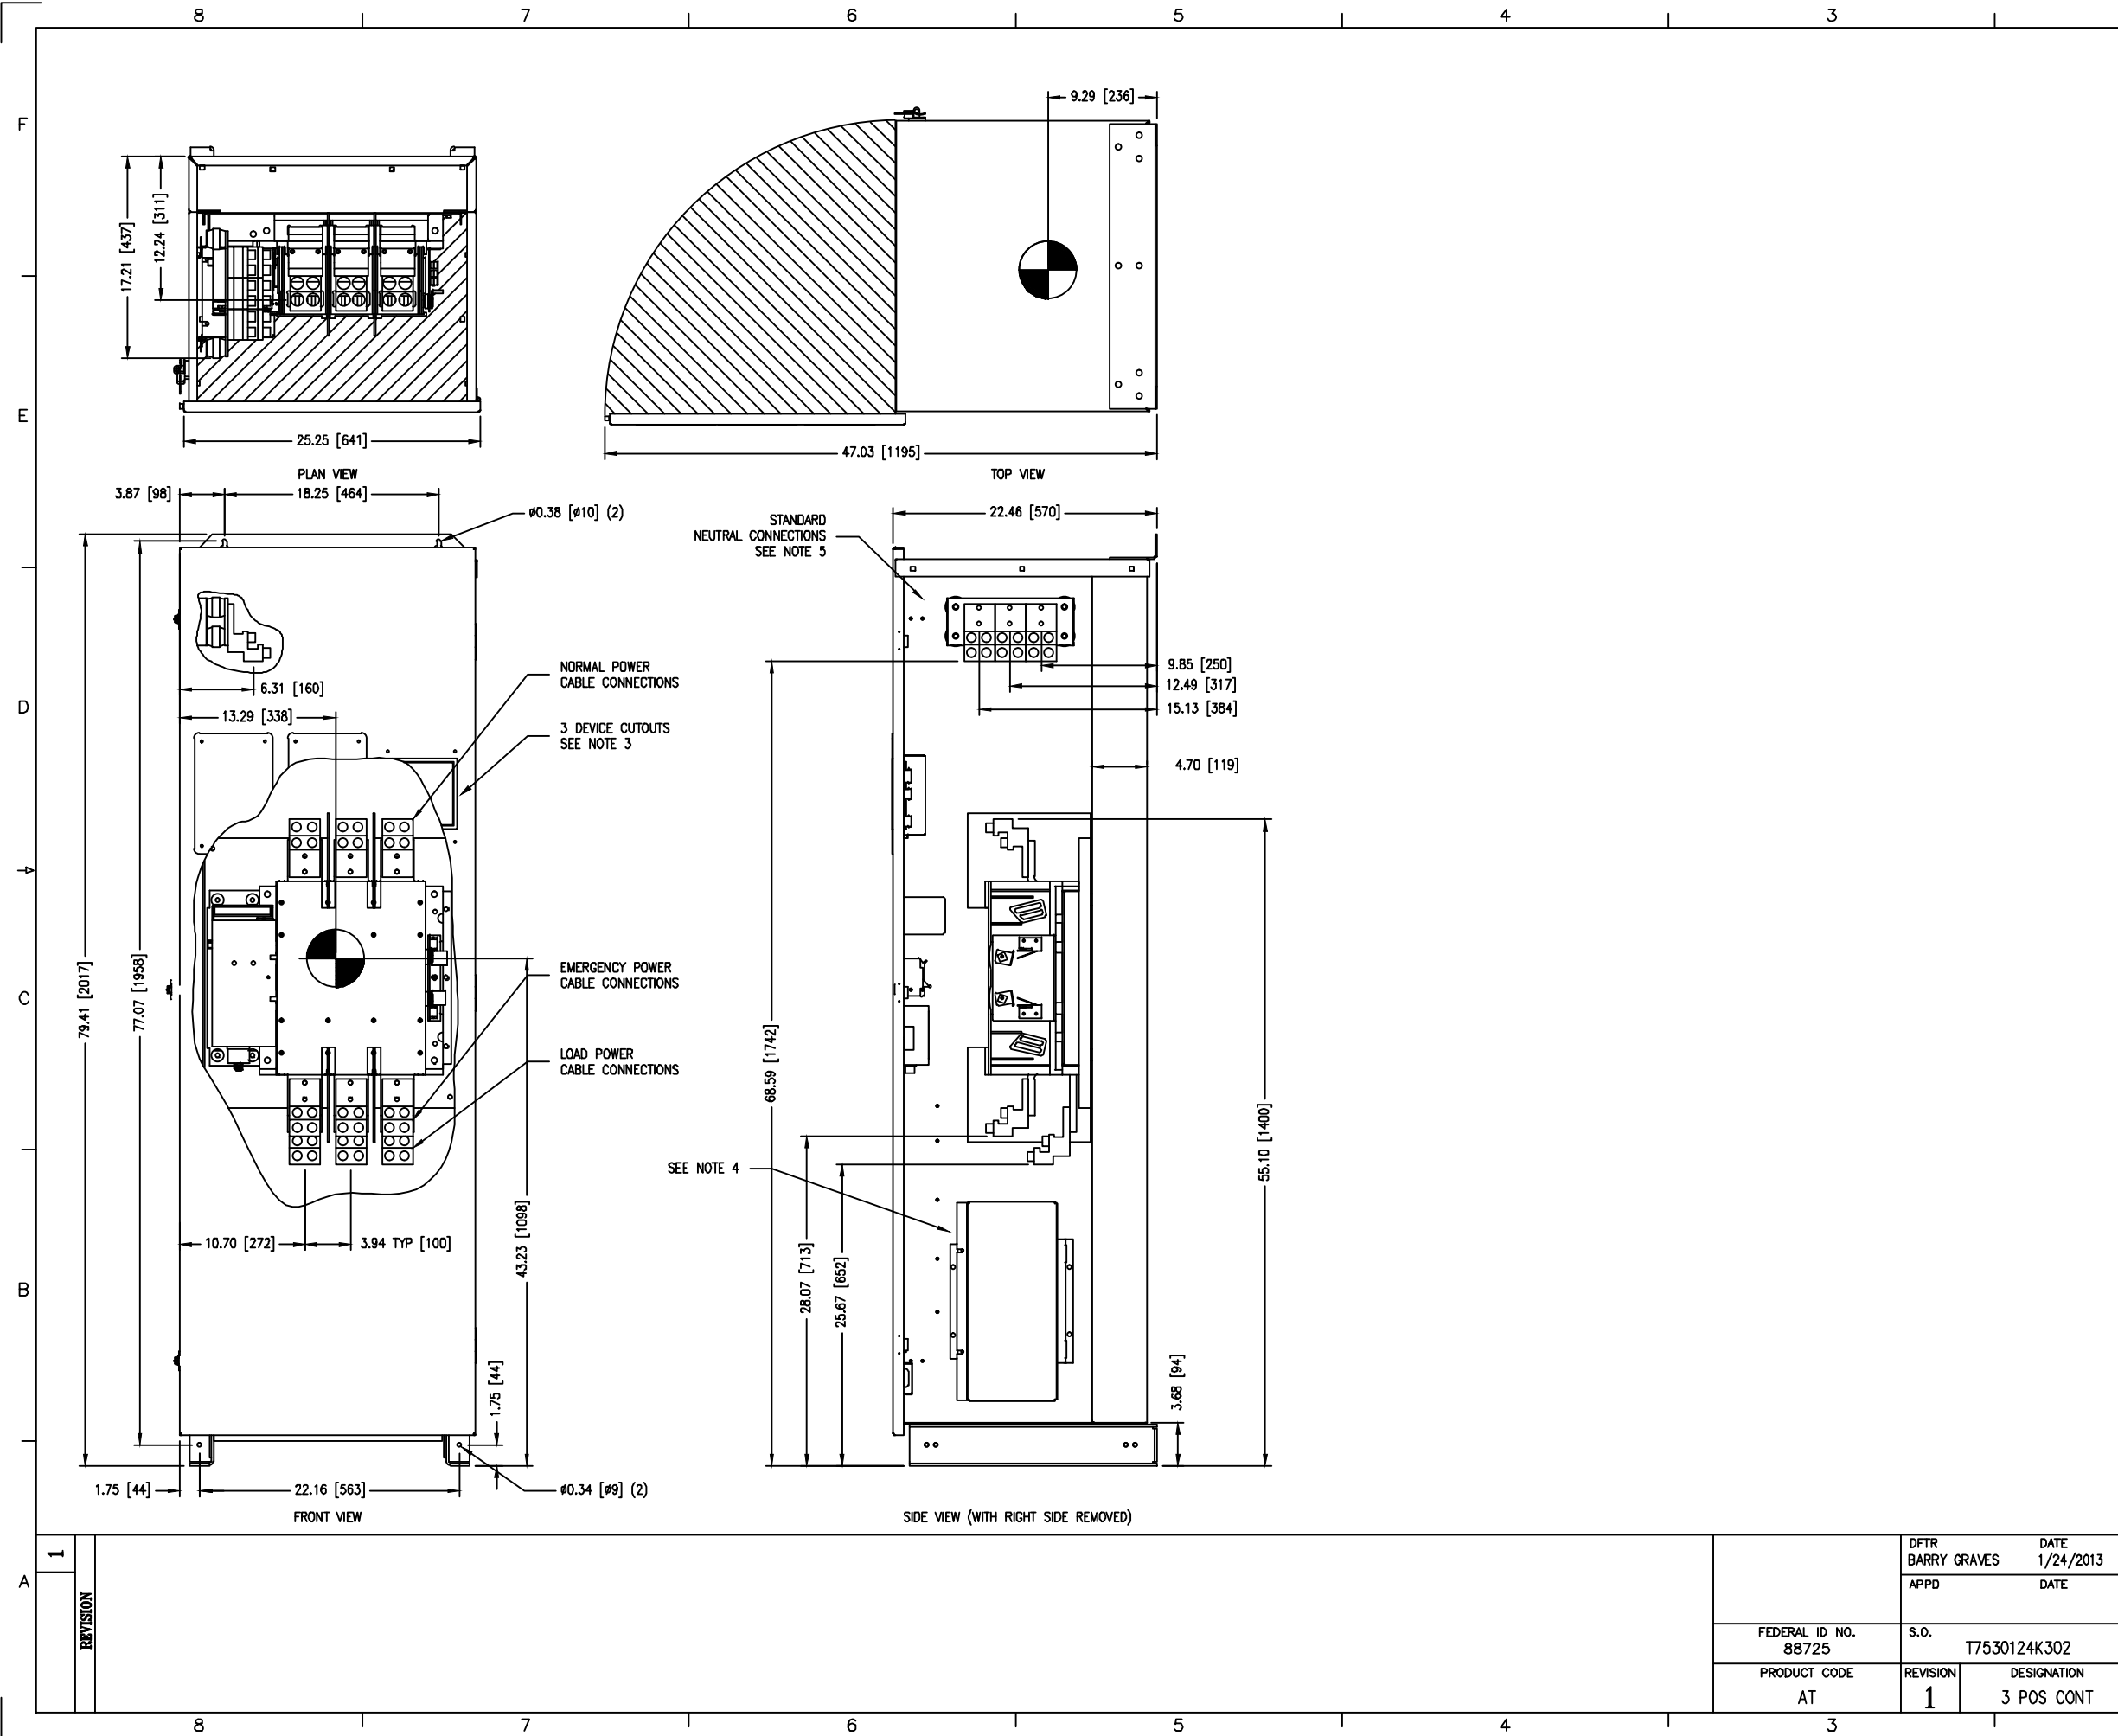 8 7 6 5 4 3
F
E
D
C
B
A
17.21 [437]
12.24 [311]
25.25 [641]
PLAN VIEW
9.29 [236]
47.03 [1195]
TOP VIEW
3.87 [98]
18.25 [464]
ø0.38 [ø10] (2)
79.41 [2017]
77.07 [1958]
6.31 [160]
13.29 [338]
NORMAL POWER
CABLE CONNECTIONS
3 DEVICE CUTOUTS
SEE NOTE 3
EMERGENCY POWER
CABLE CONNECTIONS
LOAD POWER
CABLE CONNECTIONS
10.70 [272]
3.94 TYP [100]
43.23 [1098]
1.75 [44]
1.75 [44]
22.16 [563]
ø0.34 [ø9] (2)
FRONT VIEW
STANDARD
NEUTRAL CONNECTIONS
SEE NOTE 5
22.46 [570]
9.85 [250]
12.49 [317]
15.13 [384]
4.70 [119]
68.59 [1742]
55.10 [1400]
SEE NOTE 4
28.07 [713]
25.67 [652]
3.68 [94]
SIDE VIEW (WITH RIGHT SIDE REMOVED)
1
REVISION
DFTR DATE
BARRY GRAVES 1/24/2013
APPD DATE
FEDERAL ID NO.
88725
S.O.
T7530124K302
PRODUCT CODE
AT
REVISION
1
DESIGNATION
3 POS CONT
8 7 6 5 4 3